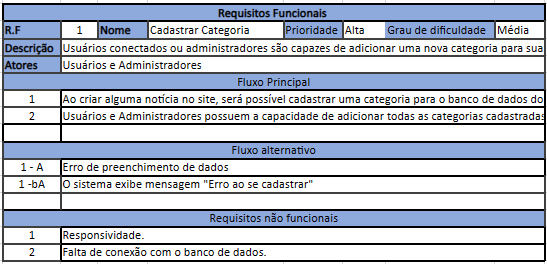 Requisitos Funcionais
R.F 1 Nome Cadastrar Categoria Prioridade Alta Grau de dificuldade Média
Descrição Usuários conectados ou administradores são capazes de adicionar uma nova categoria para sua
Atores Usuários e Administradores
Fluxo Principal
1 Ao criar alguma notícia no site, será possível cadastrar uma categoria para o banco de dados do
2 Usuários e Administradores possuem a capacidade de adicionar todas as categorias cadastradas
Fluxo alternativo
1 - A Erro de preenchimento de dados
1 -bA O sistema exibe mensagem "Erro ao se cadastrar"
Requisitos não funcionais
1 Responsividade.
2 Falta de conexão com o banco de dados.